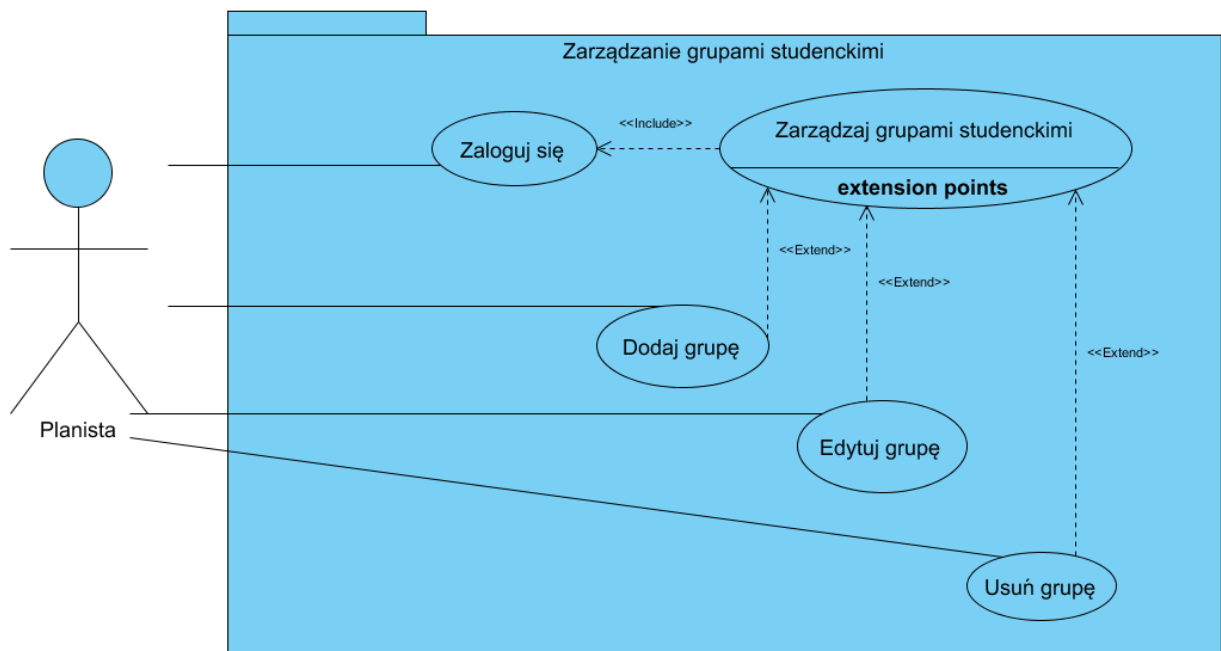 Zarządzanie grupami studenckimi
Zaloguj się
<<Include>>
Zarządzaj grupami studenckimi
extension points
<<Extend>>
<<Extend>>
Dodaj grupę
<<Extend>>
Planista
Edytuj grupę
Usuń grupę